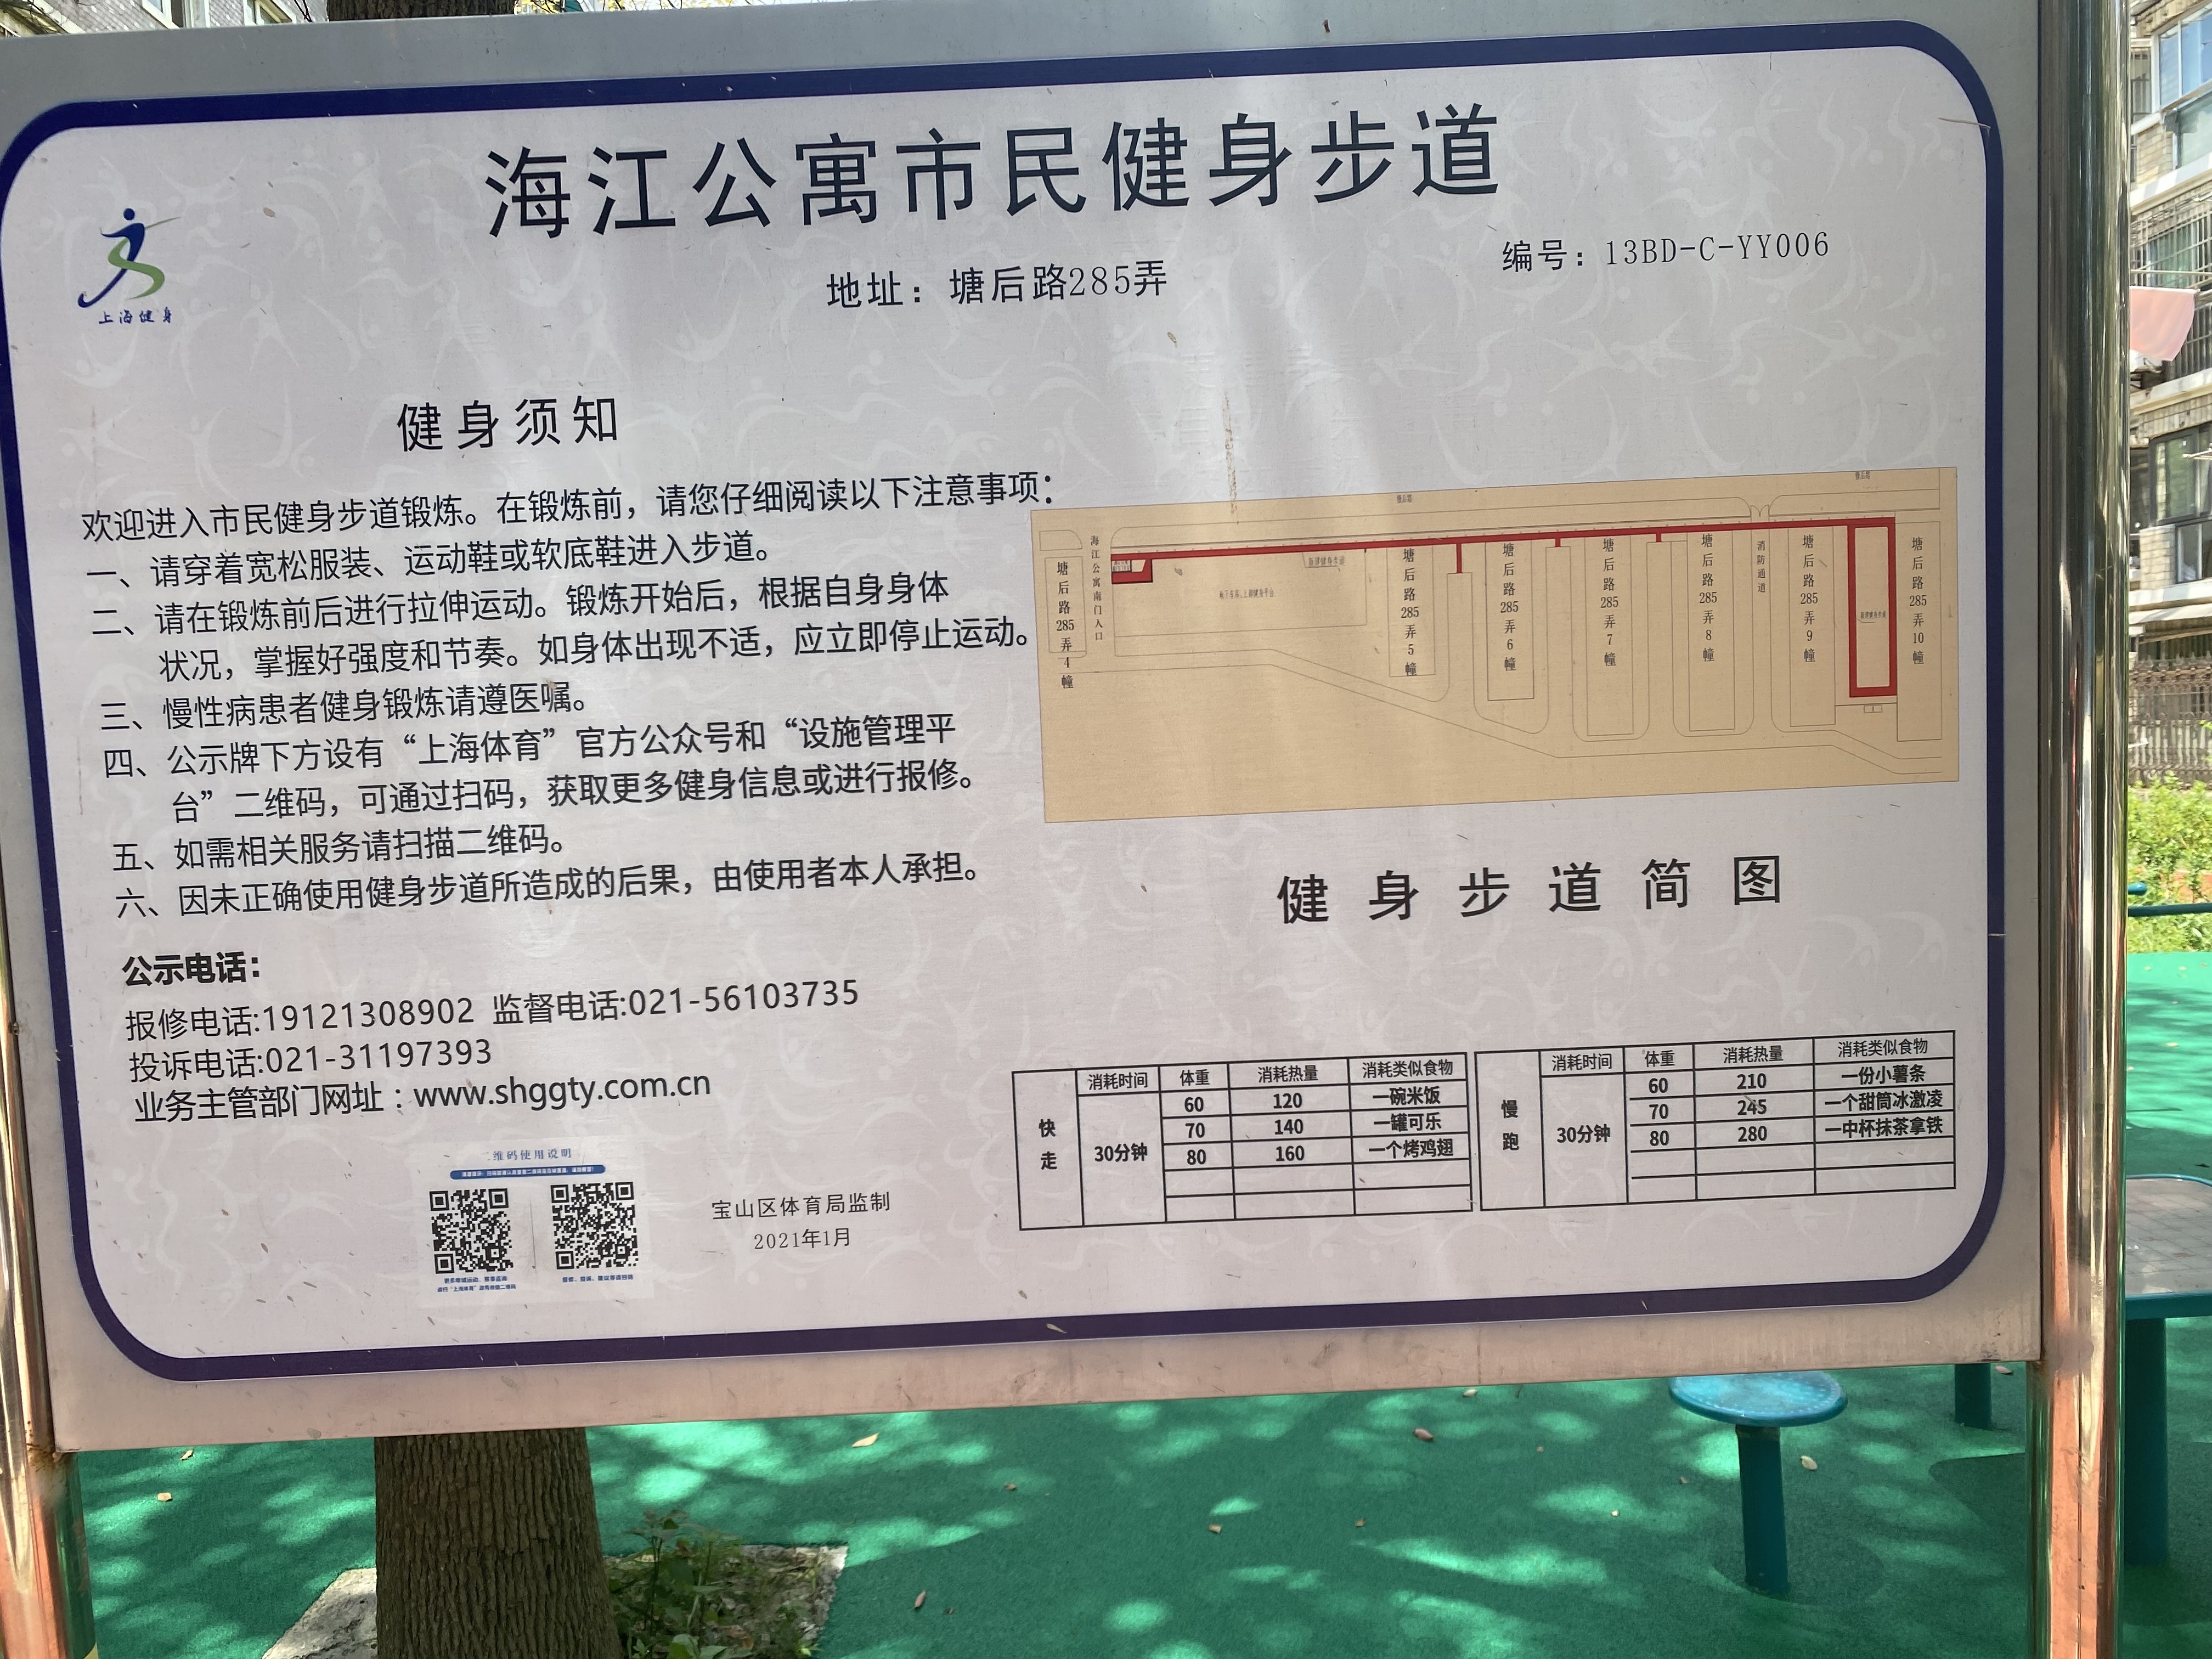 海江公寓市民健身步道
上海健身
地址：塘后路285弄
编号：13BD-C-YY006
健身须知
欢迎进入市民健身步道锻炼。在锻炼前，请您仔细阅读以下注意事项：
一、请穿着宽松服装、运动鞋或软底鞋进入步道。
二、请在锻炼前后进行拉伸运动。锻炼开始后，根据自身身体
状况，掌握好强度和节奏。如身体出现不适，应立即停止运动。
三、慢性病患者健身锻炼请遵医嘱。
四、公示牌下方设有“上海体育”官方公众号和“设施管理平
台”二维码，可通过扫码，获取更多健身信息或进行报修。
五、如需相关服务请扫描二维码。
六、因未正确使用健身步道所造成的后果，由使用者本人承担。
公示电话：
报修电话:19121308902 监督电话:021-56103735
投诉电话:021-31197393
业务主管部门网址：www.shggty.com.cn
二维码使用说明
宝山区体育局监制
2021年1月
塘后路285弄4幢
海江公寓南门入口
塘后路285弄5幢
塘后路285弄6幢
塘后路285弄7幢
塘后路285弄8幢
消防通道
塘后路285弄9幢
塘后路285弄10幢
健身步道简图
快走
消耗时间 体重 消耗热量 消耗类似食物
30分钟
60 120 一碗米饭
70 140 一罐可乐
80 160 一个烤鸡翅
慢跑
消耗时间 体重 消耗热量 消耗类似食物
30分钟
60 210 一份小薯条
70 245 一个甜筒冰激凌
80 280 一中杯抹茶拿铁